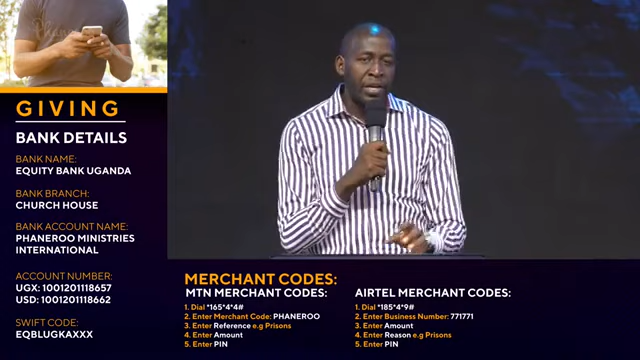 GIVING
BANK DETAILS
BANK NAME:
EQUITY BANK UGANDA
BANK BRANCH:
CHURCH HOUSE
BANK ACCOUNT NAME:
PHANEROO MINISTRIES
INTERNATIONAL
ACCOUNT NUMBER:
UGX: 1001201118657
USD: 1001201118662
SWIFT CODE:
EQBLUGKAXXX
MERCHANT CODES:
MTN MERCHANT CODES:
1. Dial *165*4*4#
2. Enter Merchant Code: PHANEROO
3. Enter Reference e.g Prisons
4. Enter Amount
5. Enter PIN
AIRTEL MERCHANT CODES:
1. Dial *185*4*9#
2. Enter Business Number: 771771
3. Enter Amount
4. Enter Reason e.g Prisons
5. Enter PIN